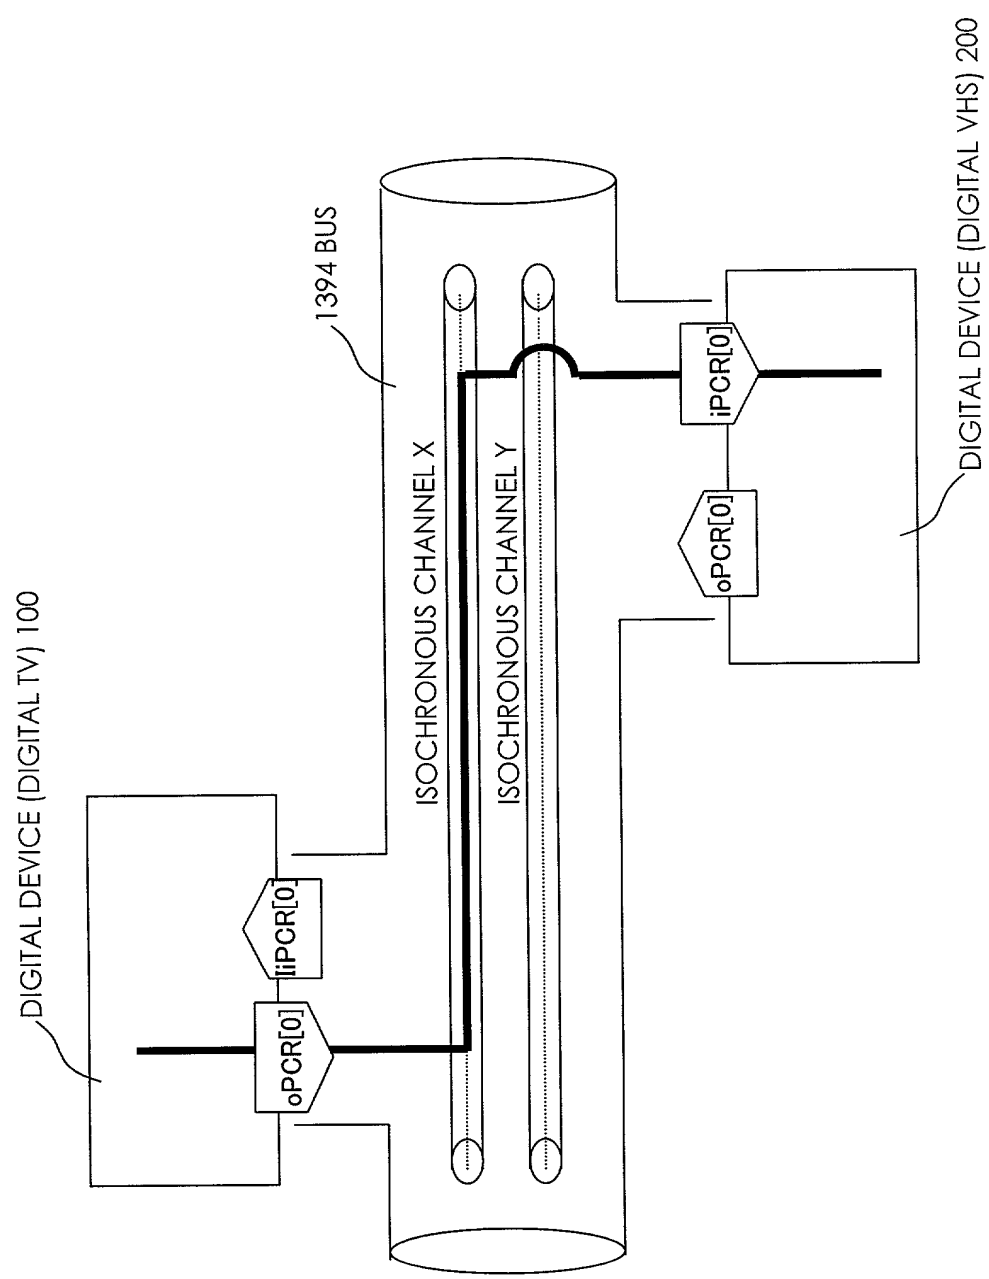 DIGITAL DEVICE (DIGITAL TV) 100
oPCR[0]
[iPCR[0]
1394 BUS
ISOCHRONOUS CHANNEL X
ISOCHRONOUS CHANNEL Y
oPCR[0]
iPCR[0]
DIGITAL DEVICE (DIGITAL VHS) 200